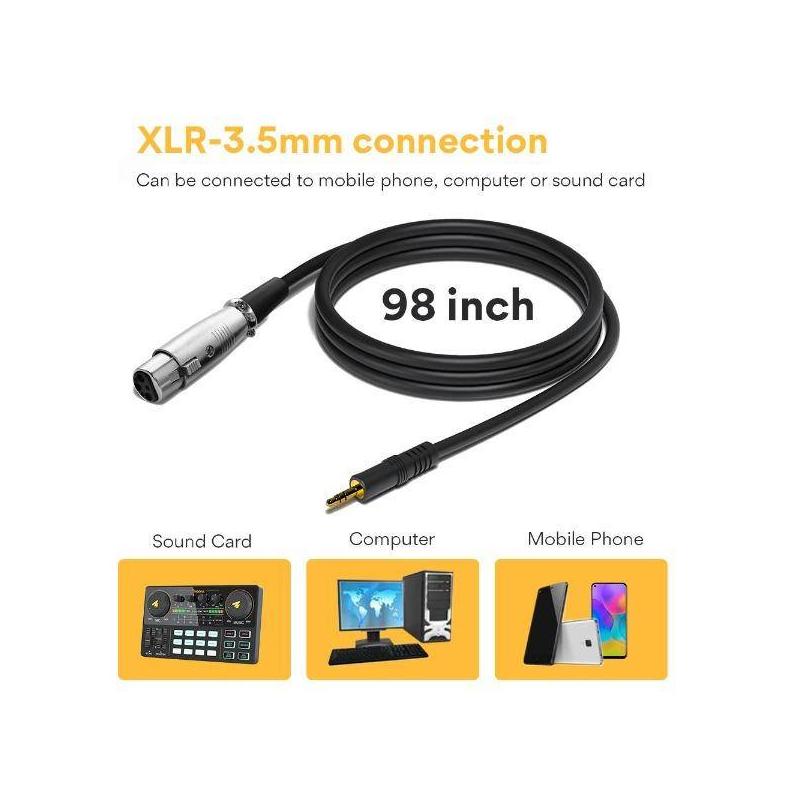 XLR-3.5mm connection
Can be connected to mobile phone, computer or sound card
98 inch
Sound Card
Computer
Mobile Phone